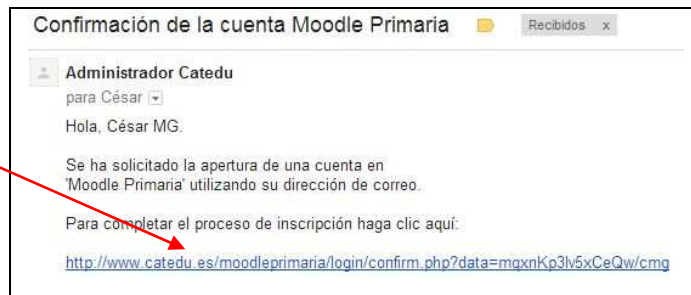 Confirmación de la cuenta Moodle Primaria Recibidos x
Administrador Catedu
para César
Hola, César MG.
Se ha solicitado la apertura de una cuenta en
'Moodle Primaria' utilizando su dirección de correo.
Para completar el proceso de inscripción haga clic aquí:
http://www.catedu.es/moodleprimaria/login/confirm.php?data=mqxnKp3lv5xCeQw/cmg